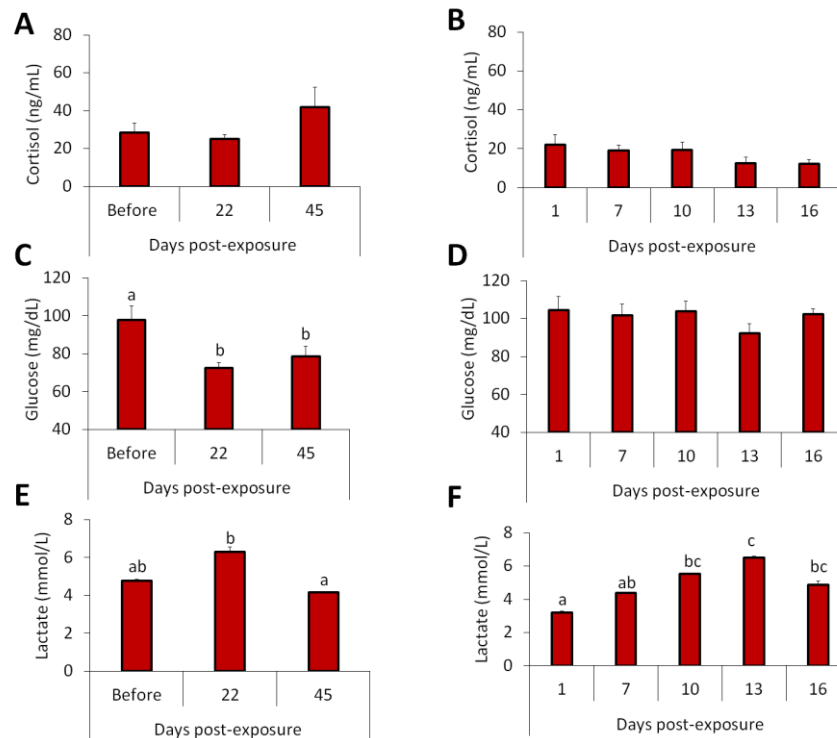 A
Cortisol (ng/mL)
80
60
40
20
0
Before 22 45
Days post-exposure
B
Cortisol (ng/mL)
80
60
40
20
0
1 7 10 13 16
Days post-exposure
C
Glucose (mg/dL)
120
100
80
60
40
a
b
b
Before 22 45
Days post-exposure
D
Glucose (mg/dL)
120
100
80
60
40
1 7 10 13 16
Days post-exposure
E
Lactate (mmol/L)
8
6
4
2
0
ab
b
a
Before 22 45
Days post-exposure
F
Lactate (mmol/L)
8
6
4
2
0
a
ab
bc
c
bc
1 7 10 13 16
Days post-exposure